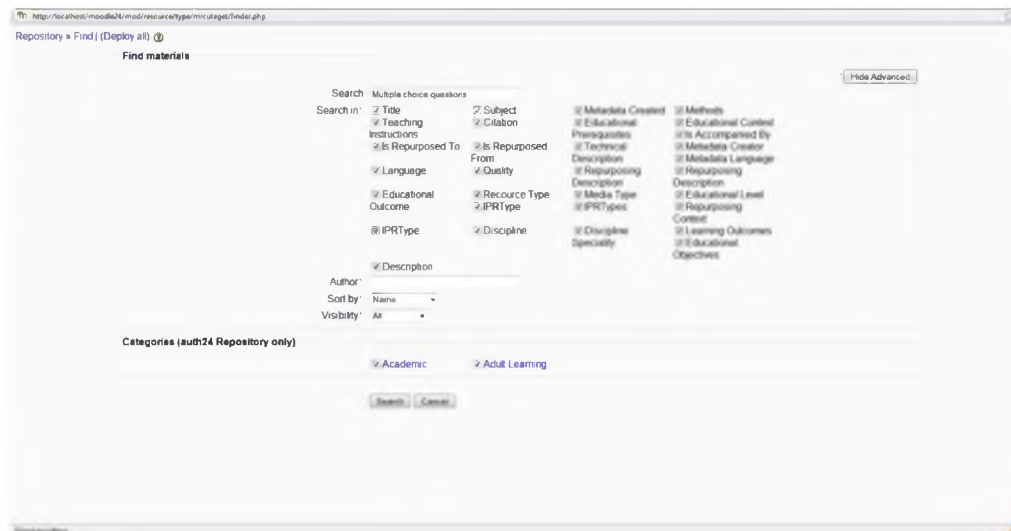 http://localhost/moodle24/mod/resource/type/mrcutaget/finder.php
Repository » Find | (Deploy all)
Find materials
Hide Advanced
Search Multiple choice questions
Search in: Title Subject Metadata Created Methods
Teaching Instructions Citation Educational Prerequisites Educational Context
Is Accompanied By
Is Repurposed To Is Repurposed From Technical Description Metadata Creator
Metadata Language
Language Quality Repurposing Description Repurposing Description
Educational Outcome Recource Type Media Type Educational Level
IPRType IPRTypes Repurposing Context
IPRType Discipline Discipline Speciality Learning Outcomes
Educational Objectives
Description
Author
Sort by Name
Visibility All
Categories (auth24 Repository only)
Academic Adult Learning
Search Cancel